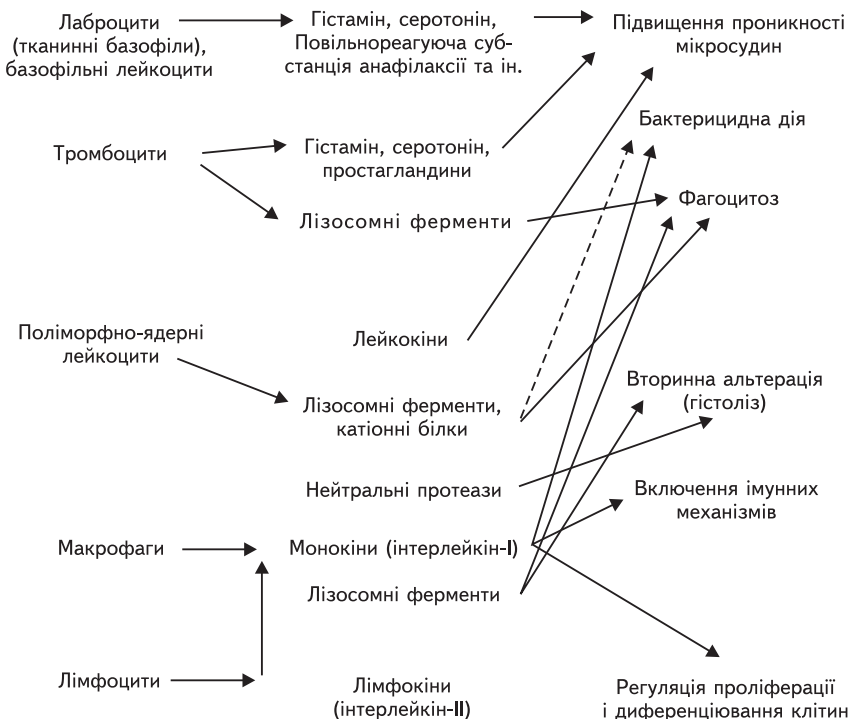 Лаброцити
(тканинні базофіли),
базофільні лейкоцити
Гістамін, серотонін,
Повільнореагуюча суб-
станція анафілаксії та ін.
Підвищення проникності
мікросудин
Бактерицидна дія
Тромбоцити
Гістамін, серотонін,
простагландини
Фагоцитоз
Лізосомні ферменти
Поліморфно-ядерні
лейкоцити
Лейкокіни
Лізосомні ферменти,
катіонні білки
Вторинна альтерація
(гістоліз)
Нейтральні протеази
Включення імунних
механізмів
Макрофаги
Монокіни (інтерлейкін-I)
Лізосомні ферменти
Лімфоцити
Лімфокіни
(інтерлейкін-II)
Регуляція проліферації
і диференціювання клітин